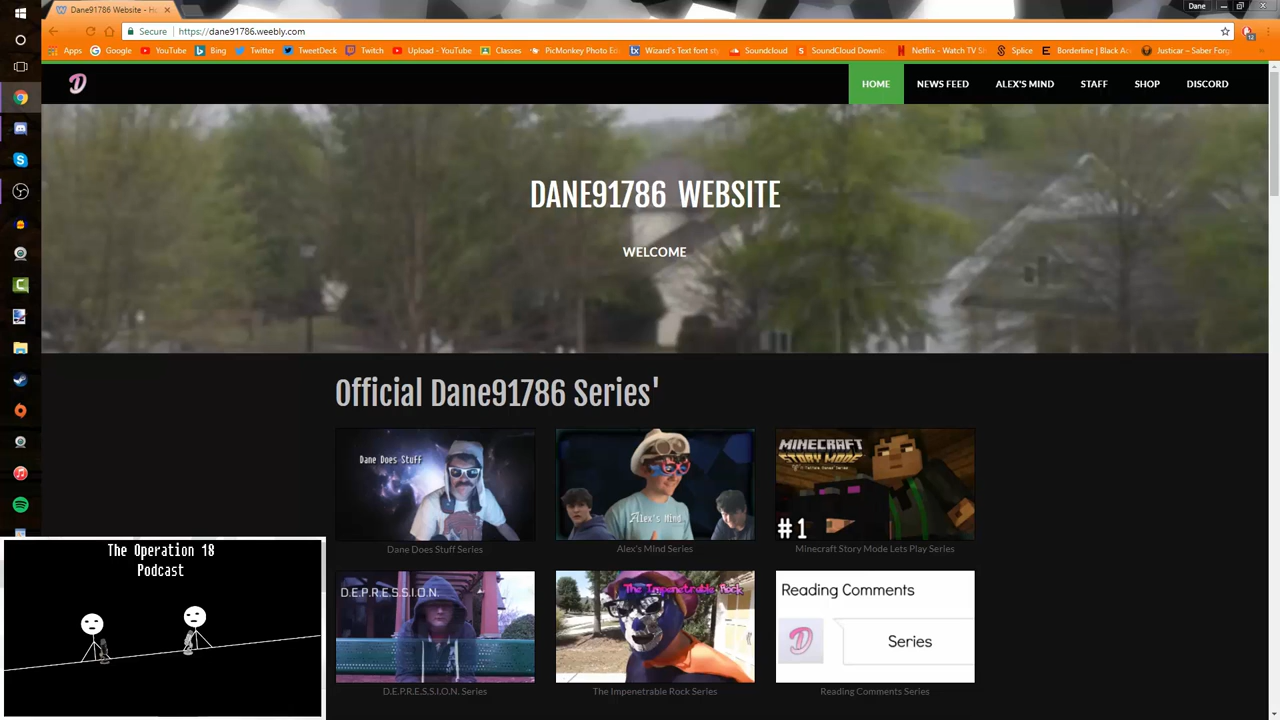 Dane91786 Website - Ho
Dane
Secure
https://dane91786.weebly.com
Apps
Google
YouTube
Bing
Twitter
TweetDeck
Twitch
Upload - YouTube
Classes
PicMonkey Photo Ed
Wizard's Text font st
Soundcloud
SoundCloud Downlo
Netflix - Watch TV Sh
Splice
Borderline | Black A
Justicar – Saber Forg
D
HOME
NEWS FEED
ALEX'S MIND
STAFF
SHOP
DISCORD
DANE91786 WEBSITE
WELCOME
Official Dane91786 Series'
Dane Does Stuff
Alex's Mind
MINECRAFT
STORY MODE
#1
Dane Does Stuff Series
Alex's Mind Series
Minecraft Story Mode Lets Play Series
D.E.P.R.E.S.S.I.O.N.
The Impenetrable Rock
Reading Comments
D
Series
D.E.P.R.E.S.S.I.O.N. Series
The Impenetrable Rock Series
Reading Comments Series
The Operation 18
Podcast